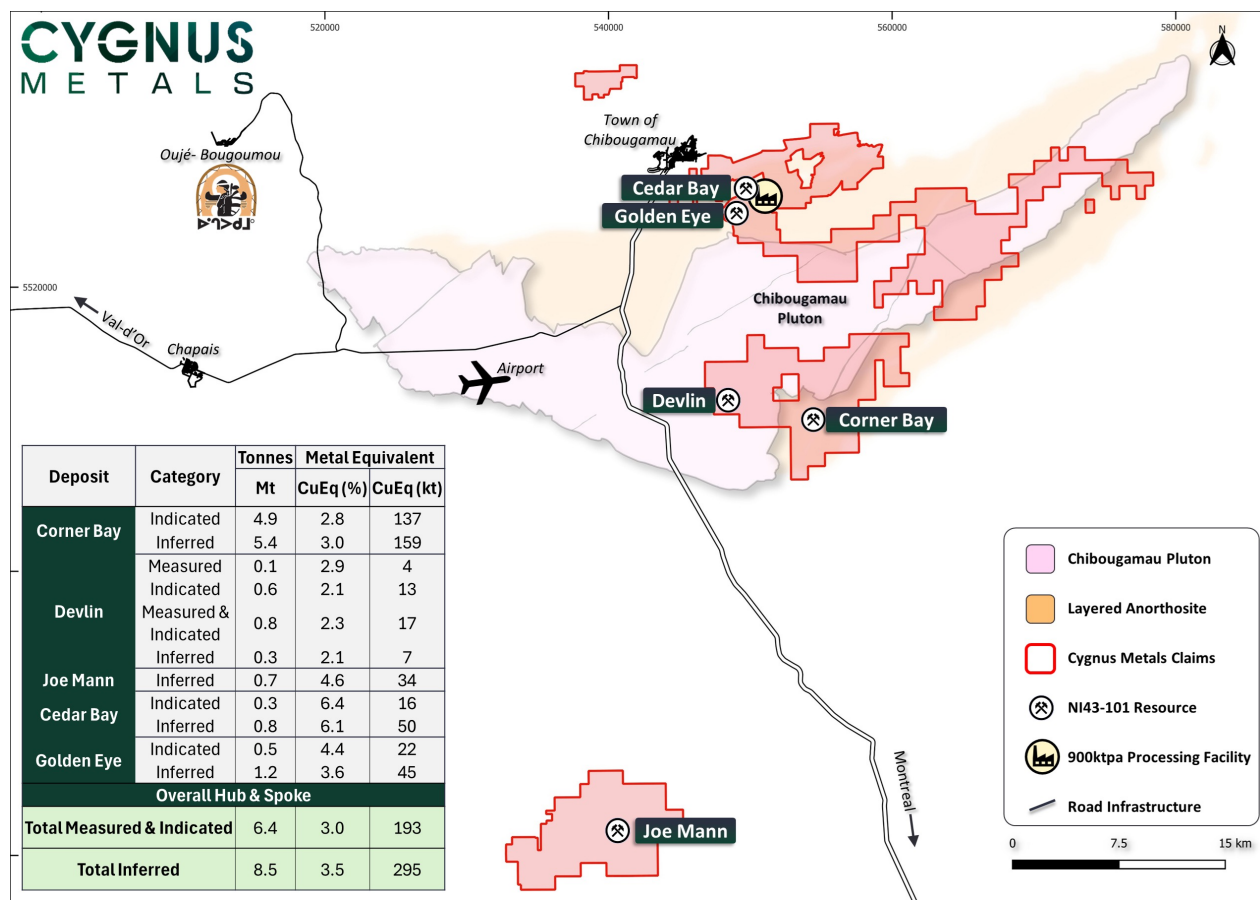 CYGNUS
METALS
520000
540000
560000
580000
N
Oujé- Bougoumou
Town of
Chibougamau
Cedar Bay
Golden Eye
5520000
Val-d'Or
Chapais
Airport
Chibougamau
Pluton
Devlin
Corner Bay
Deposit Category Tonnes Metal Equivalent
Mt CuEq (%) CuEq (kt)
Corner Bay
Indicated 4.9 2.8 137
Inferred 5.4 3.0 159
Devlin
Measured 0.1 2.9 4
Indicated 0.6 2.1 13
Measured &
Indicated 0.8 2.3 17
Inferred 0.3 2.1 7
Joe Mann Inferred 0.7 4.6 34
Cedar Bay
Indicated 0.3 6.4 16
Inferred 0.8 6.1 50
Golden Eye
Indicated 0.5 4.4 22
Inferred 1.2 3.6 45
Overall Hub & Spoke
Total Measured & Indicated 6.4 3.0 193
Total Inferred 8.5 3.5 295
Joe Mann
Montreal
Chibougamau Pluton
Layered Anorthosite
Cygnus Metals Claims
NI43-101 Resource
900ktpa Processing Facility
Road Infrastructure
0 7.5 15 km